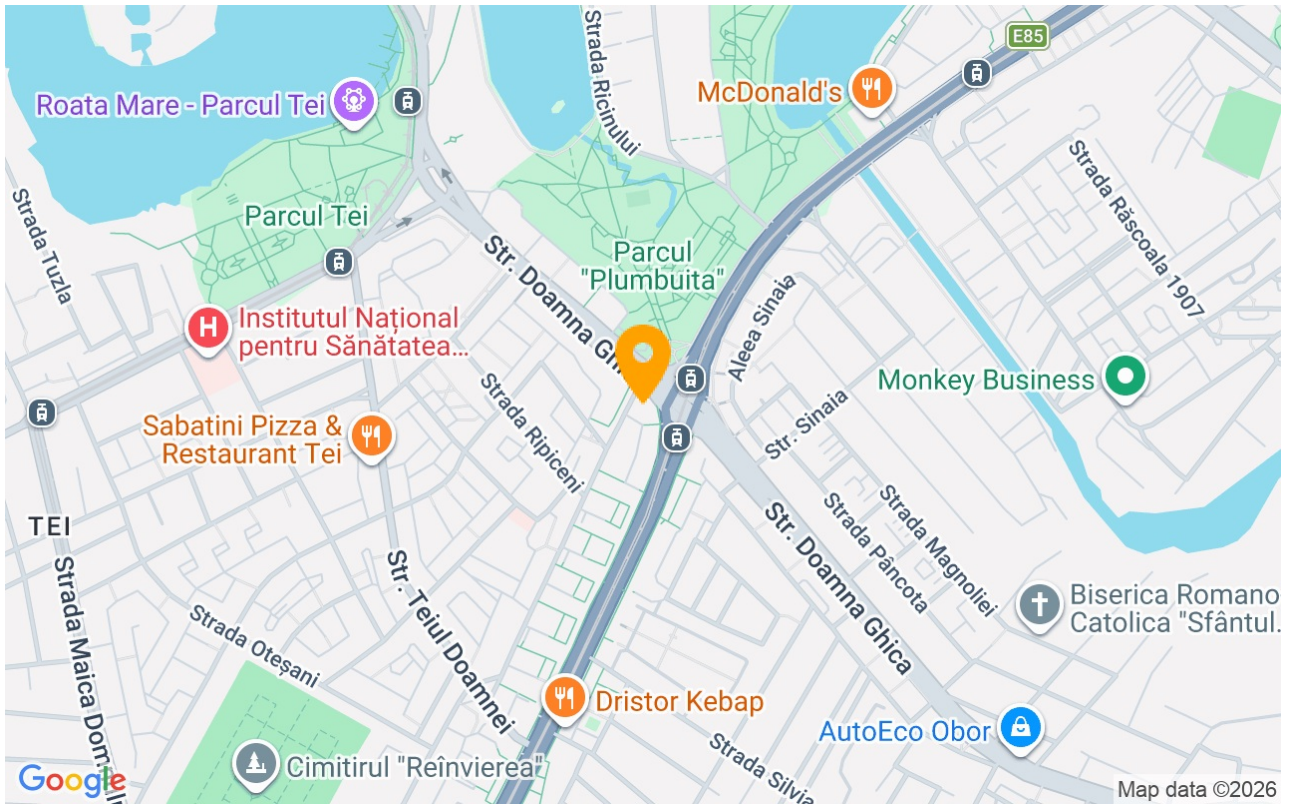 E85
McDonald's
Strada Ricinului
Roata Mare - Parcul Tei
Strada Răscoala 1907
Strada Tuzla
Parcul Tei
Parcul
"Plumbuita"
Str. Doamna Ghi
Aleea Sinaia
Institutul Național
pentru Sănătatea...
Monkey Business
Strada Ripiceni
Str. Sinaia
Sabatini Pizza &
Restaurant Tei
TEI
Strada Magnoliei
Strada Pâncota
Str. Doamna Ghica
Str. Teiul Doamnei
Strada Maica Dom
Strada Oteșani
Biserica Romano
Catolica "Sfântul.
Dristor Kebap
AutoEco Obor
Strada Silvia
Cimitirul "Reînvierea"
Google
Map data ©2026